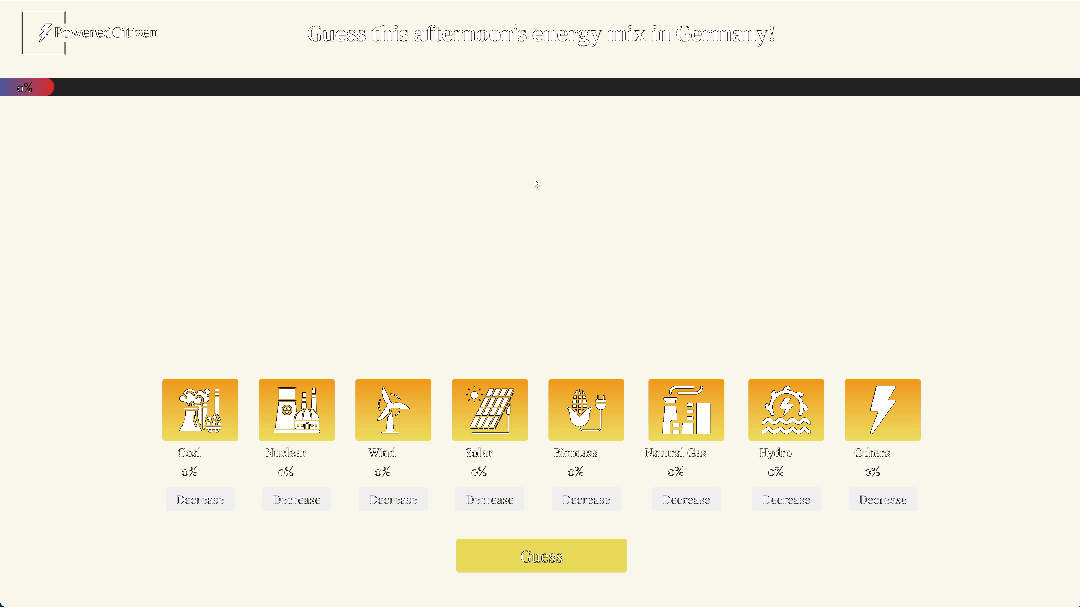 PoweredCitizen
Guess this afternoon's energy mix in Germany!
0%
Coal Nuclear Wind Solar Biomass Natural Gas Hydro Others
0% 0% 0% 0% 0% 0% 0% 0%
Decrease Decrease Decrease Decrease Decrease Decrease Decrease Decrease
Guess